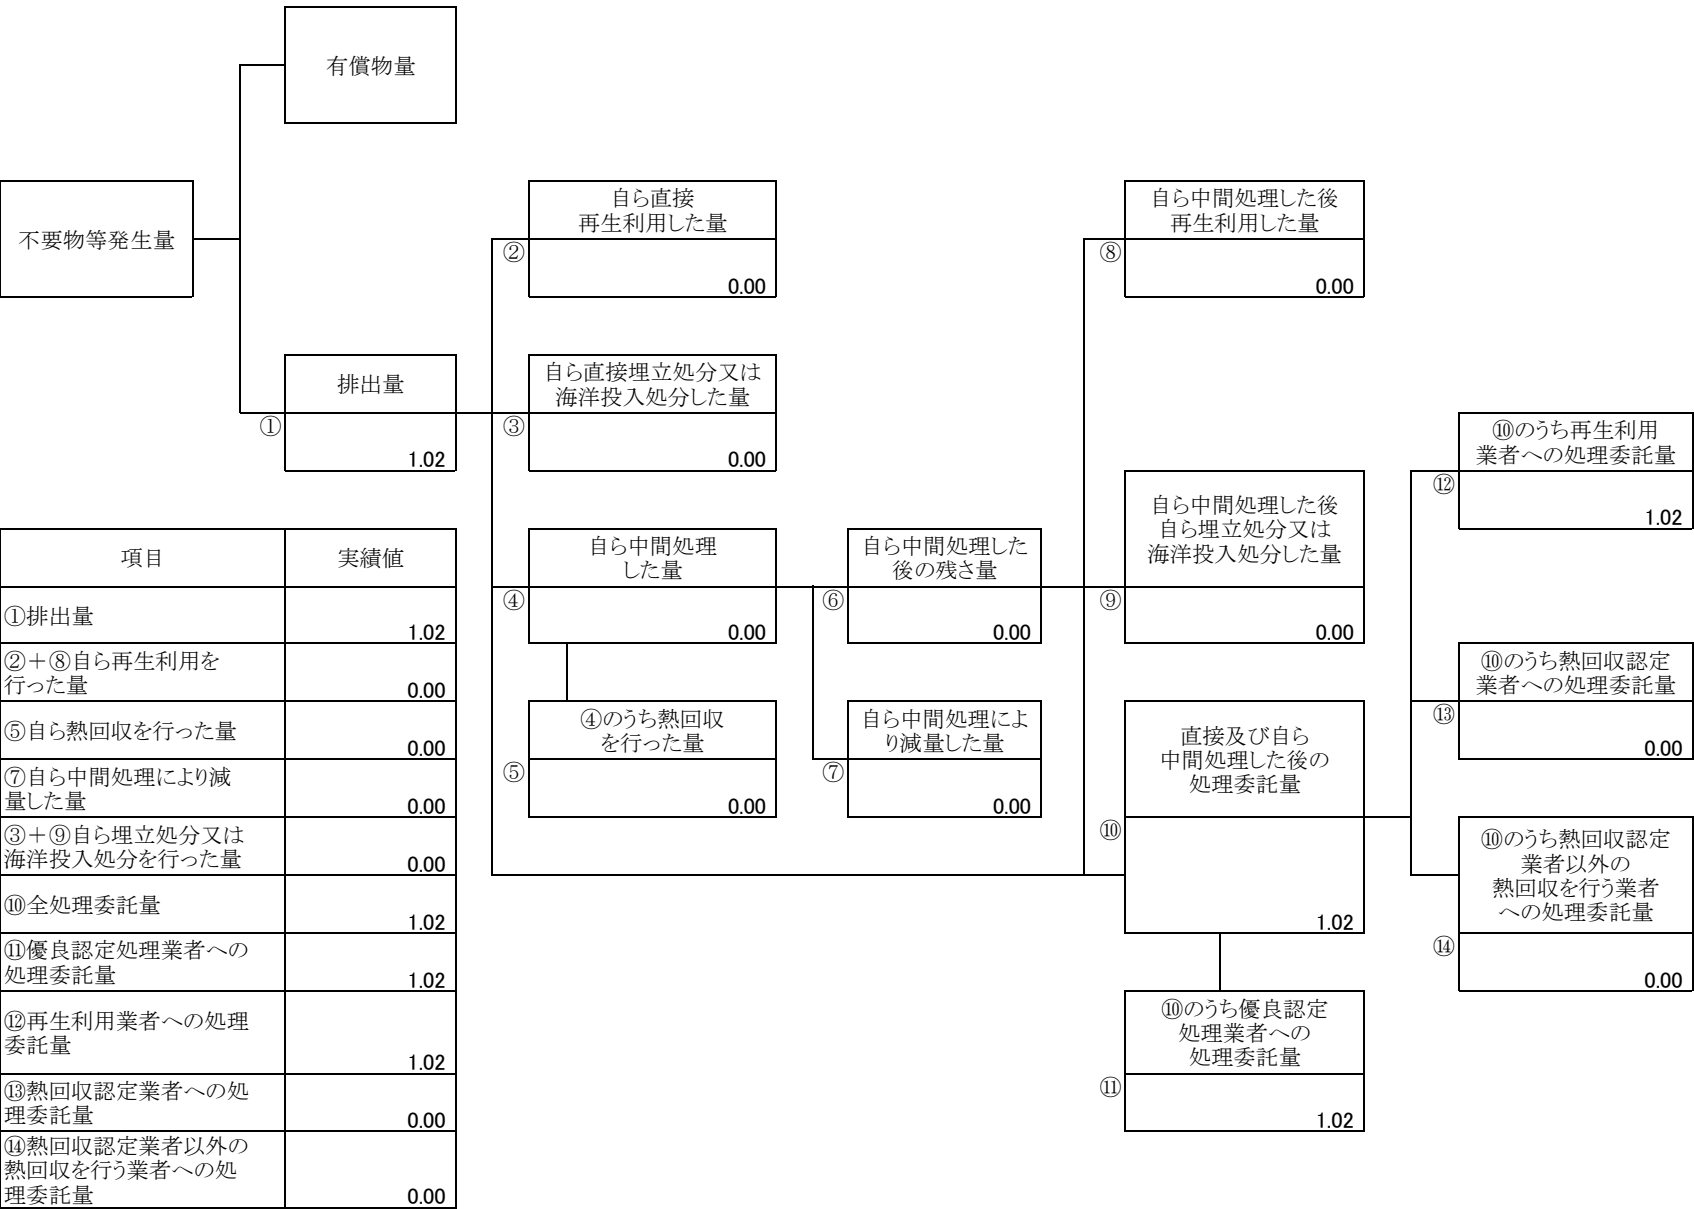 有償物量
不要物等発生量
排出量
①
1.02
自ら直接
再生利用した量
②
0.00
自ら直接埋立処分又は
海洋投入処分した量
③
0.00
自ら中間処理
した量
④
0.00
④のうち熱回収
を行った量
⑤
0.00
自ら中間処理した
後の残さ量
⑥
0.00
自ら中間処理によ
り減量した量
⑦
0.00
自ら中間処理した後
再生利用した量
⑧
0.00
自ら中間処理した後
自ら埋立処分又は
海洋投入処分した量
⑨
0.00
直接及び自ら
中間処理した後の
処理委託量
⑩
1.02
⑩のうち優良認定
処理業者への
処理委託量
⑪
1.02
⑩のうち再生利用
業者への処理委託量
⑫
1.02
⑩のうち熱回収認定
業者への処理委託量
⑬
0.00
⑩のうち熱回収認定
業者以外の
熱回収を行う業者
への処理委託量
⑭
0.00
項目 実績値
①排出量
1.02
②＋⑧自ら再生利用を
行った量
0.00
⑤自ら熱回収を行った量
0.00
⑦自ら中間処理により減
量した量
0.00
③＋⑨自ら埋立処分又は
海洋投入処分を行った量
0.00
⑩全処理委託量
1.02
⑪優良認定処理業者への
処理委託量
1.02
⑫再生利用業者への処理
委託量
1.02
⑬熱回収認定業者への処
理委託量
0.00
⑭熱回収認定業者以外の
熱回収を行う業者への処
理委託量
0.00